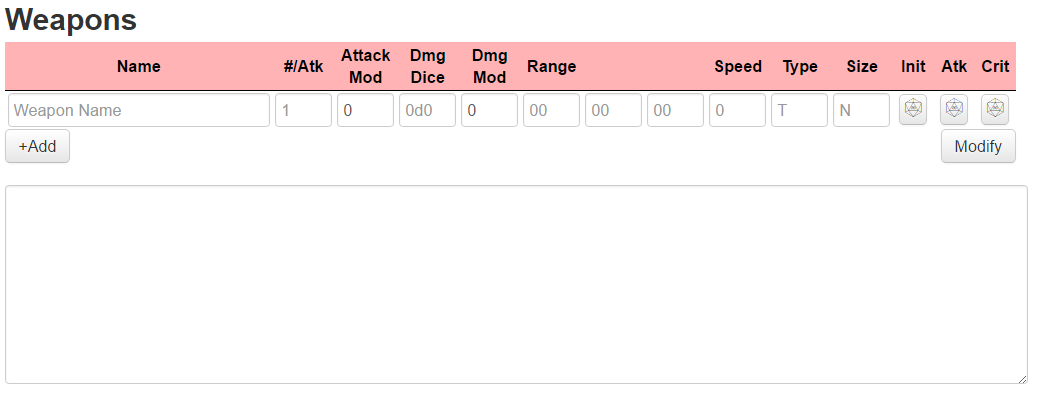 Weapons
Name #/Atk Attack Mod Dmg Dice Dmg Mod Range Speed Type Size Init Atk Crit
Weapon Name 1 0 0d0 0 00 00 00 0 T N
+Add Modify